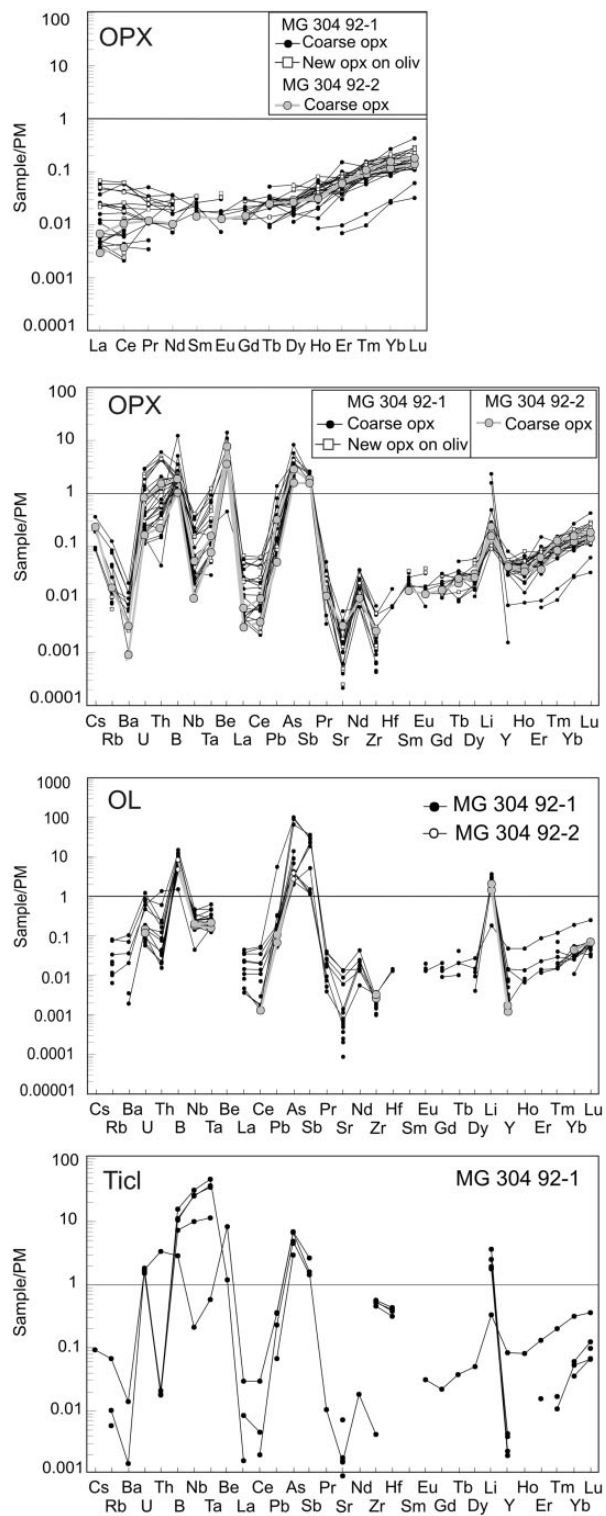 OPX
MG 304 92-1
Coarse opx
New opx on oliv
MG 304 92-2
Coarse opx
Sample/PM
100
10
1
0.1
0.01
0.001
0.0001
La Ce Pr Nd Sm Eu Gd Tb Dy Ho Er Tm Yb Lu
OPX
MG 304 92-1
Coarse opx
New opx on oliv
MG 304 92-2
Coarse opx
Sample/PM
100
10
1
0.1
0.01
0.001
0.0001
Cs Ba Th Nb Be Ce As Pr Nd Hf Eu Tb Li Ho Tm Lu
Rb U B Ta La Pb Sb Sr Zr Sm Gd Dy Y Er Yb
OL
MG 304 92-1
MG 304 92-2
Sample/PM
1000
100
10
1
0.1
0.01
0.001
0.0001
0.00001
Cs Ba Th Nb Be Ce As Pr Nd Hf Eu Tb Li Ho Tm Lu
Rb U B Ta La Pb Sb Sr Zr Sm Gd Dy Y Er Yb
Ticl
MG 304 92-1
Sample/PM
100
10
1
0.1
0.01
0.001
Cs Ba Th Nb Be Ce As Pr Nd Hf Eu Tb Li Ho Tm Lu
Rb U B Ta La Pb Sb Sr Zr Sm Gd Dy Y Er Yb